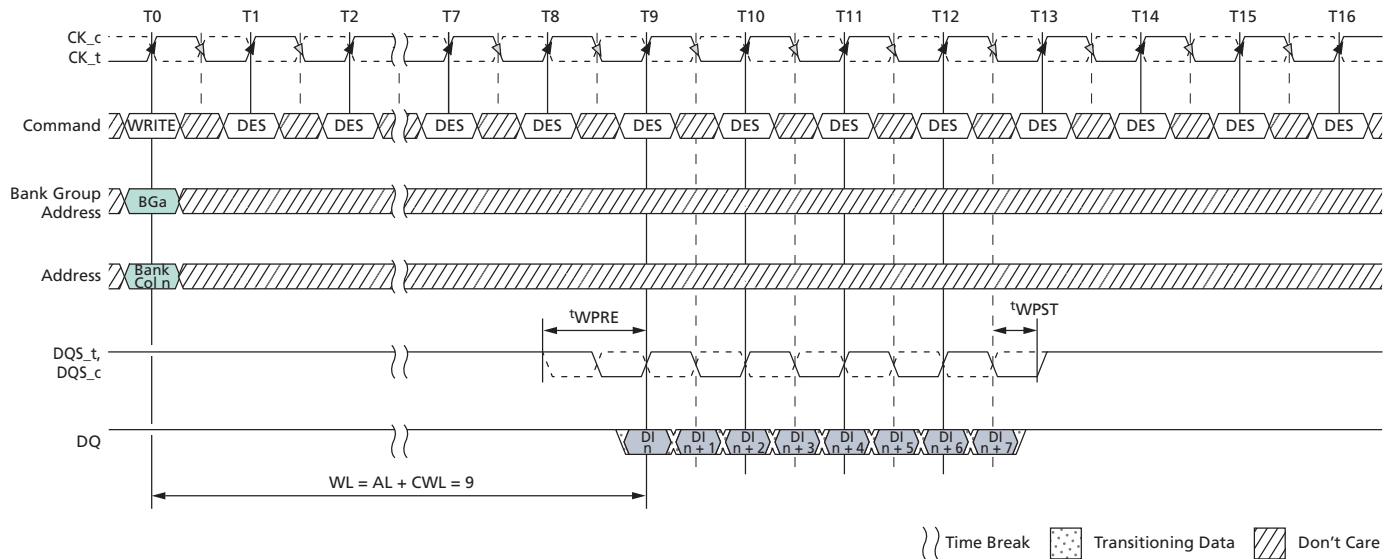 T0 T1 T2 T7 T8 T9 T10 T11 T12 T13 T14 T15 T16
CK_c
CK_t
Command WRITE DES DES DES DES DES DES DES DES DES DES DES DES
Bank Group
Address
BGa
Address
Bank
Col n
tWPRE
tWPST
DQS_t,
DQS_c
DQ
DI
n
DI
n + 1
DI
n + 2
DI
n + 3
DI
n + 4
DI
n + 5
DI
n + 6
DI
n + 7
WL = AL + CWL = 9
Time Break Transitioning Data Don't Care